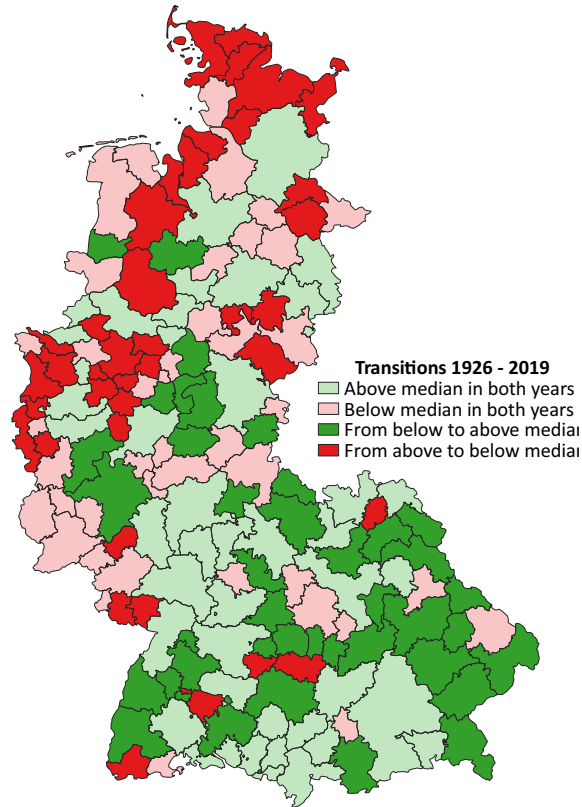 Transitions 1926 - 2019
Above median in both years
Below median in both years
From below to above median
From above to below median